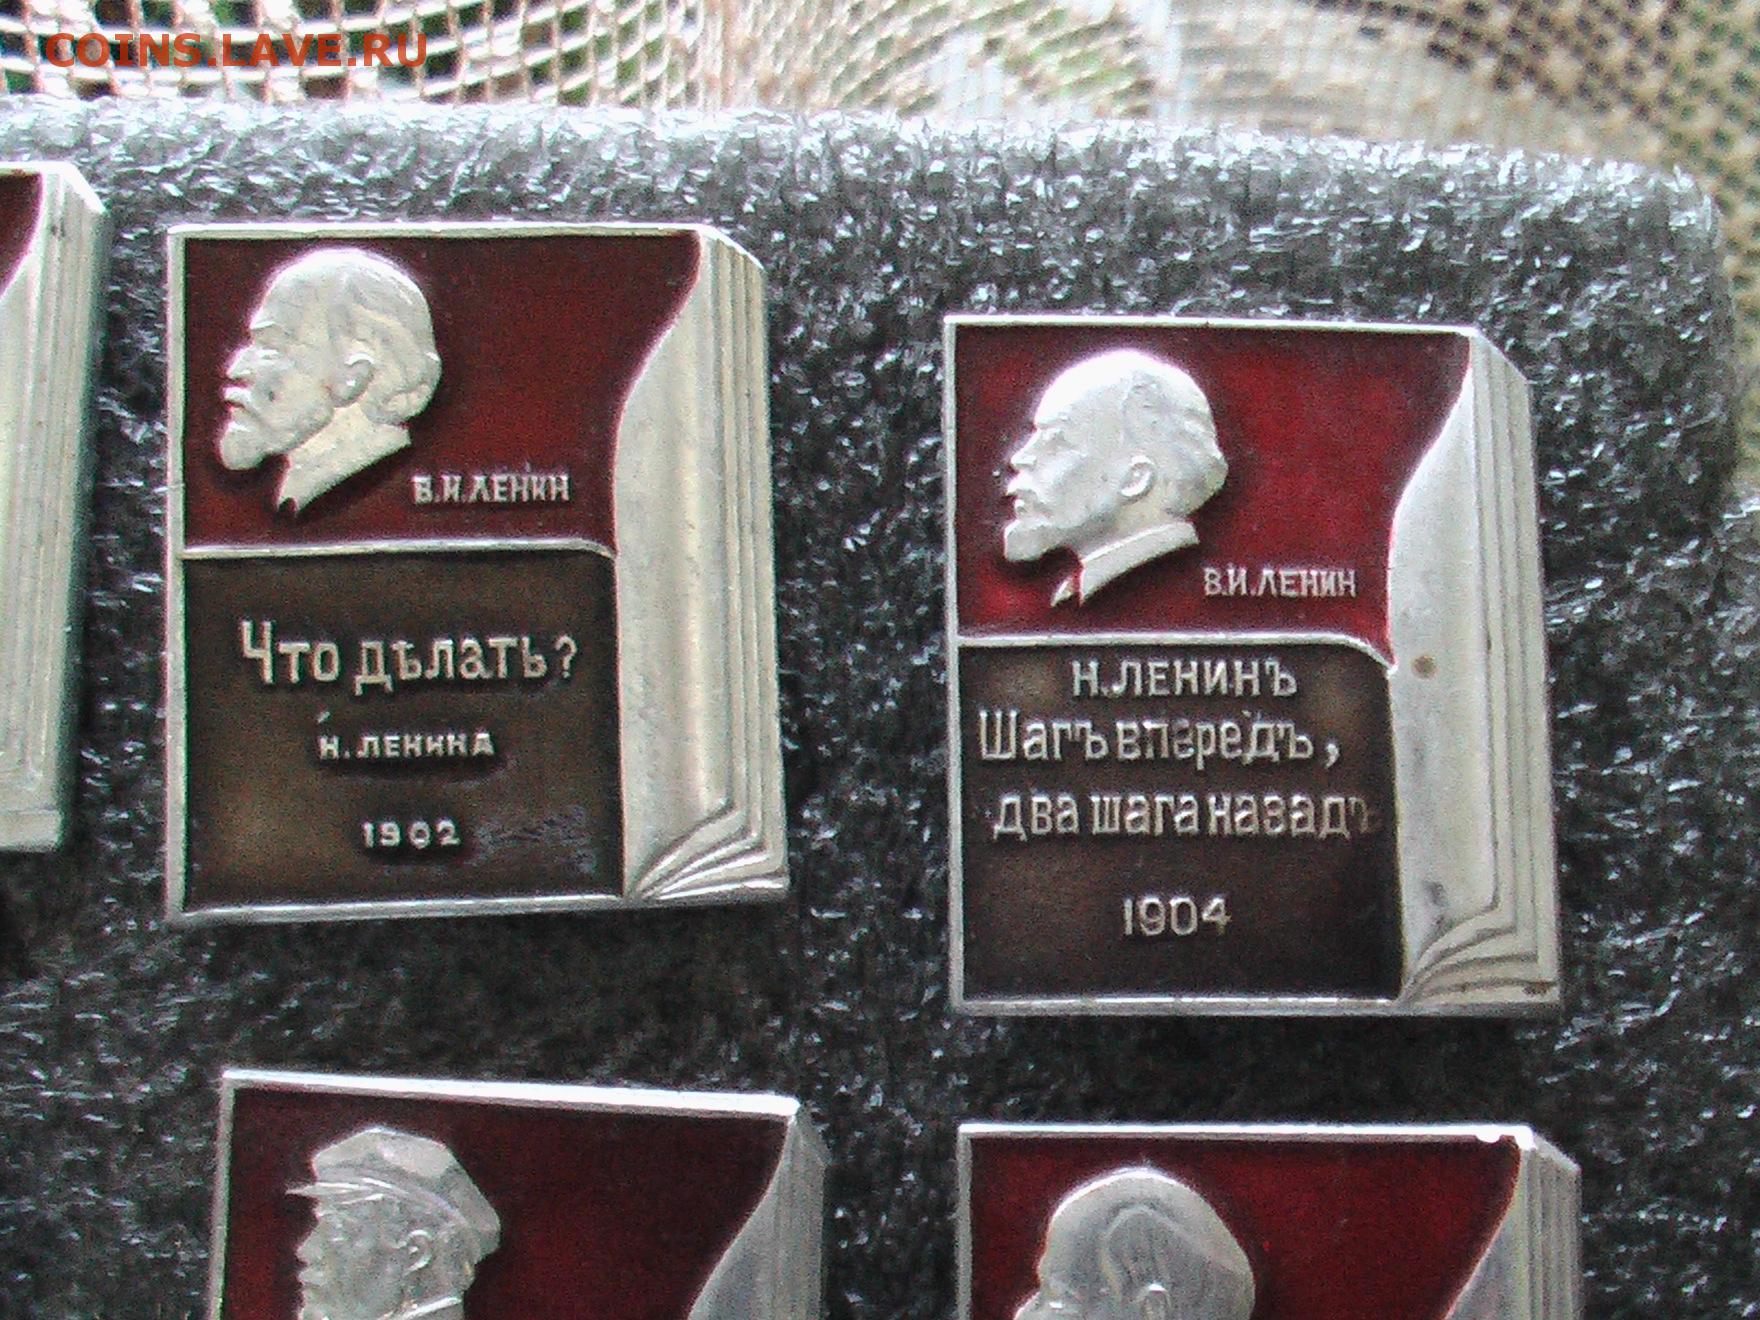 COINS.LAVE.RU
В.И.ЛЕНИН
Что дѣлать?
Н. ЛЕНИНА
1902
В.И.ЛЕНИН
Н.ЛЕНИНЪ
Шагъ впередъ,
два шага назадъ
1904